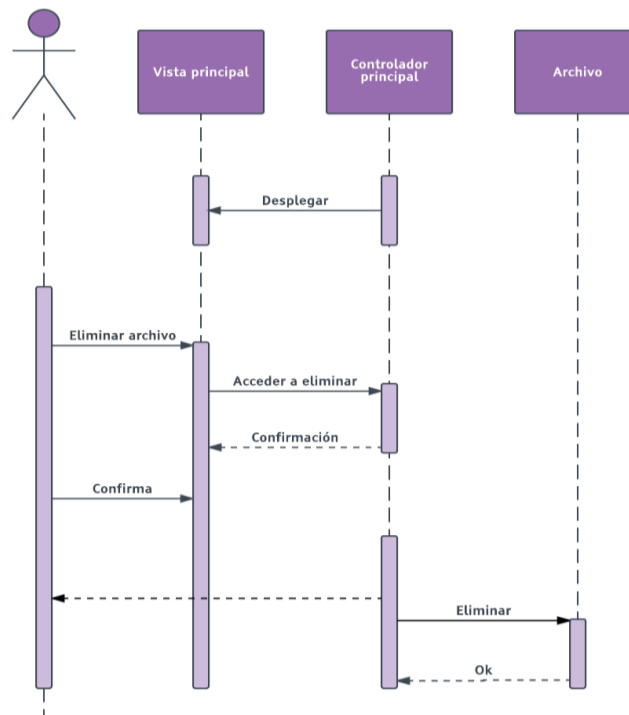 Vista principal
Controlador
principal
Archivo
Desplegar
Eliminar archivo
Acceder a eliminar
Confirmación
Confirma
Eliminar
Ok